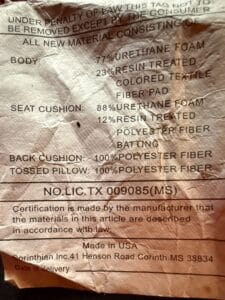 UNDER PENALTY OF LAW THIS TAG NOT TO
BE REMOVED EXCEPT BY THE CONSUMER
ALL NEW MATERIAL CONSISTING OF
BODY 77% URETHANE FOAM
23% RESIN TREATED
COLORED TEXTILE
FIBER PAD
SEAT CUSHION: 88% URETHANE FOAM
12% RESIN TREATED
POLYESTER FIBER
BATTING
BACK CUSHION: 100% POLYESTER FIBER
TOSSED PILLOW: 100% POLYESTER FIBER
NO.LIC.TX 009085(MS)
Certification is made by the manufacturer that
the materials in this article are described
in accordance with law.
Made in USA
Corinthian Inc.41 Henson Road.Corinth MS 38834
Date of delivery